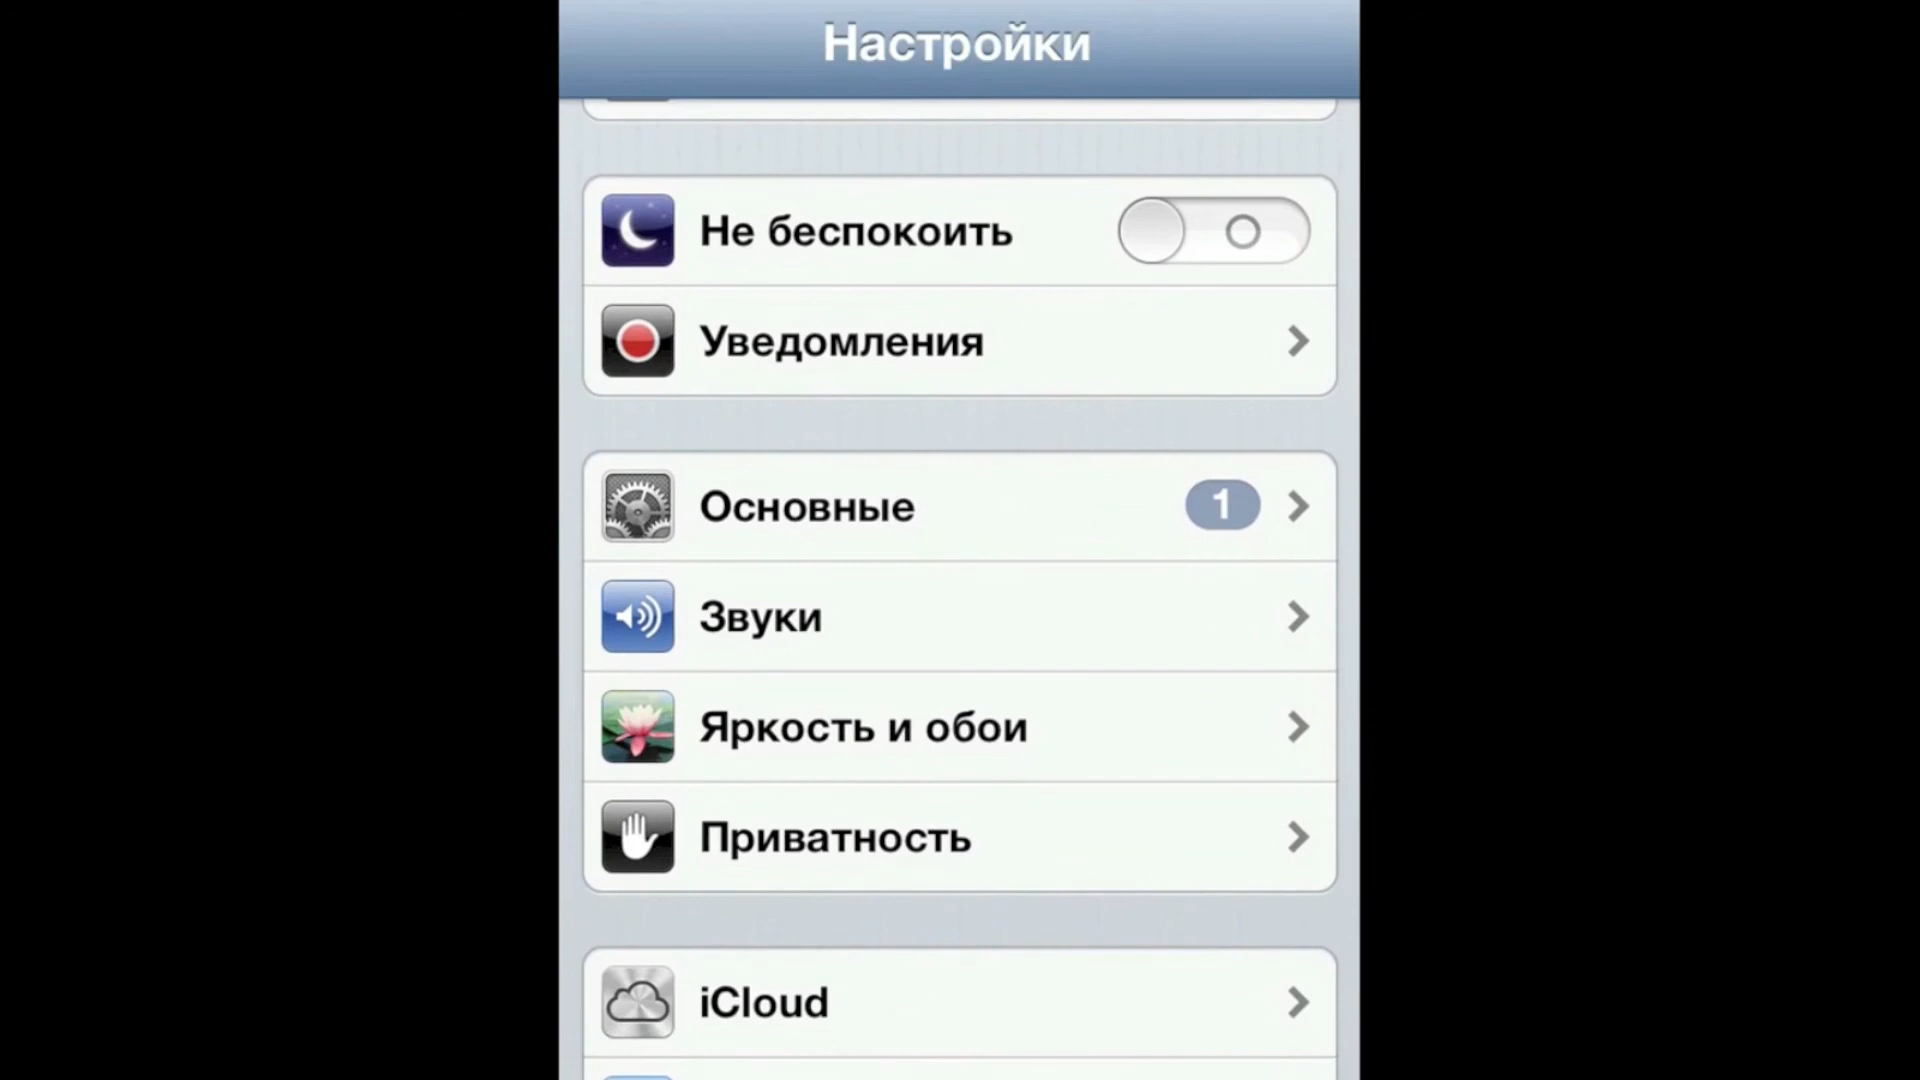 Настройки
Не беспокоить
Уведомления
Основные 1
Звуки
Яркость и обои
Приватность
iCloud